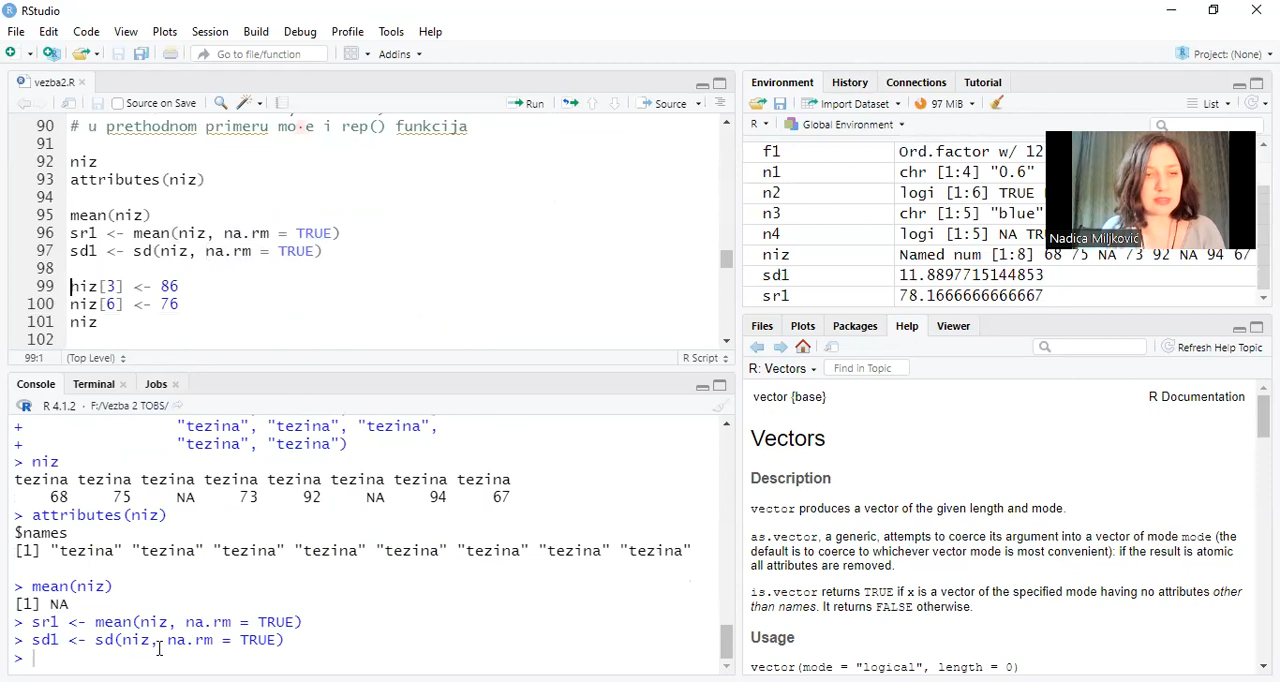 RStudio
File Edit Code View Plots Session Build Debug Profile Tools Help
Go to file/function Addins Project: (None)
vezba2.R
Source on Save Run Source
90 # u prethodnom primeru mo•e i rep() funkcija
91
92 niz
93 attributes(niz)
94
95 mean(niz)
96 sr1 <- mean(niz, na.rm = TRUE)
97 sd1 <- sd(niz, na.rm = TRUE)
98
99 niz[3] <- 86
100 niz[6] <- 76
101 niz
102
99:1 (Top Level) R Script
Console Terminal Jobs
R 4.1.2 · F:/Vezba 2 TOBS/
+ "tezina", "tezina", "tezina",
+ "tezina", "tezina")
> niz
tezina tezina tezina tezina tezina tezina tezina tezina
68 75 NA 73 92 NA 94 67
> attributes(niz)
$names
[1] "tezina" "tezina" "tezina" "tezina" "tezina" "tezina" "tezina" "tezina"
> mean(niz)
[1] NA
> sr1 <- mean(niz, na.rm = TRUE)
> sd1 <- sd(niz, na.rm = TRUE)
>
Environment History Connections Tutorial
Import Dataset 97 MiB List
R Global Environment
f1 Ord.factor w/ 12
n1 chr [1:4] "0.6"
n2 logi [1:6] TRUE
n3 chr [1:5] "blue"
n4 logi [1:5] NA TR
niz Named num [1:8] 68 75 NA 73 92 NA 94 67
sd1 11.8897715144853
sr1 78.1666666666667
Nadica Miljković
Files Plots Packages Help Viewer
Refresh Help Topic
R: Vectors Find in Topic
vector {base} R Documentation
Vectors
Description
vector produces a vector of the given length and mode.
as.vector, a generic, attempts to coerce its argument into a vector of mode mode (the
default is to coerce to whichever vector mode is most convenient): if the result is atomic
all attributes are removed.
is.vector returns TRUE if x is a vector of the specified mode having no attributes other
than names. It returns FALSE otherwise.
Usage
vector(mode = "logical", length = 0)